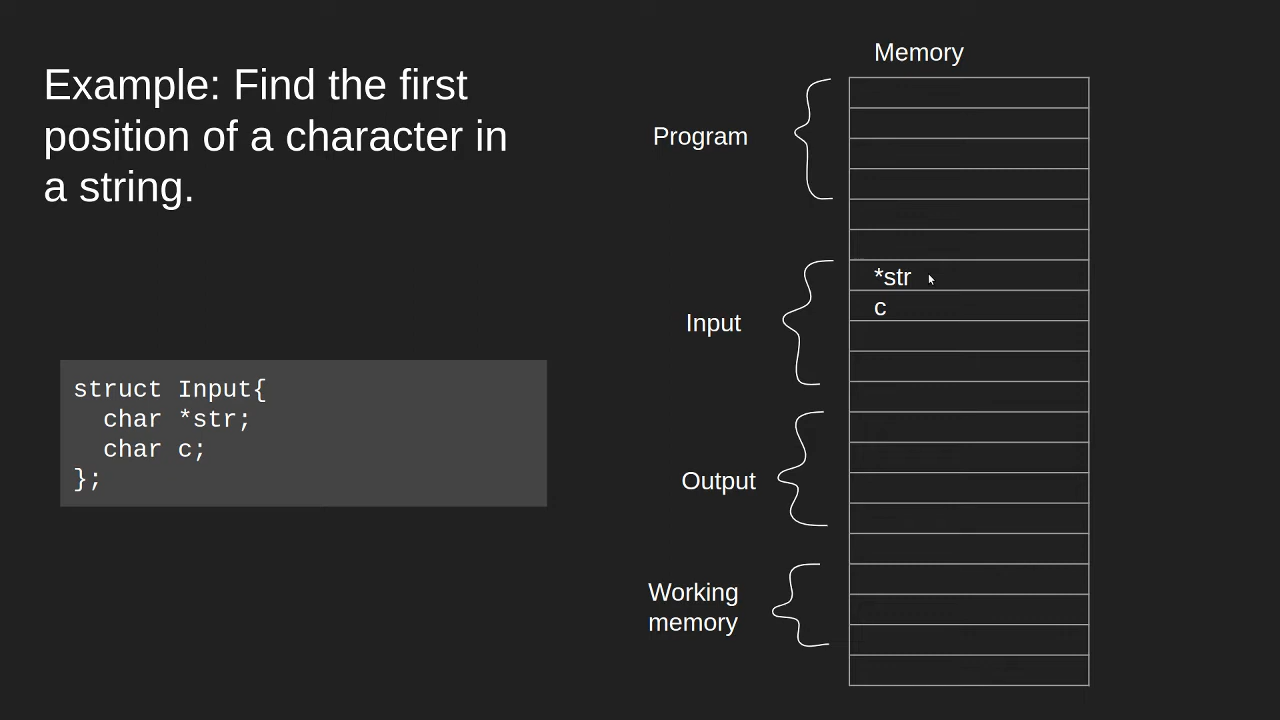 Example: Find the first
position of a character in
a string.
struct Input{
  char *str;
  char c;
};
Memory
Program
Input
*str
c
Output
Working
memory